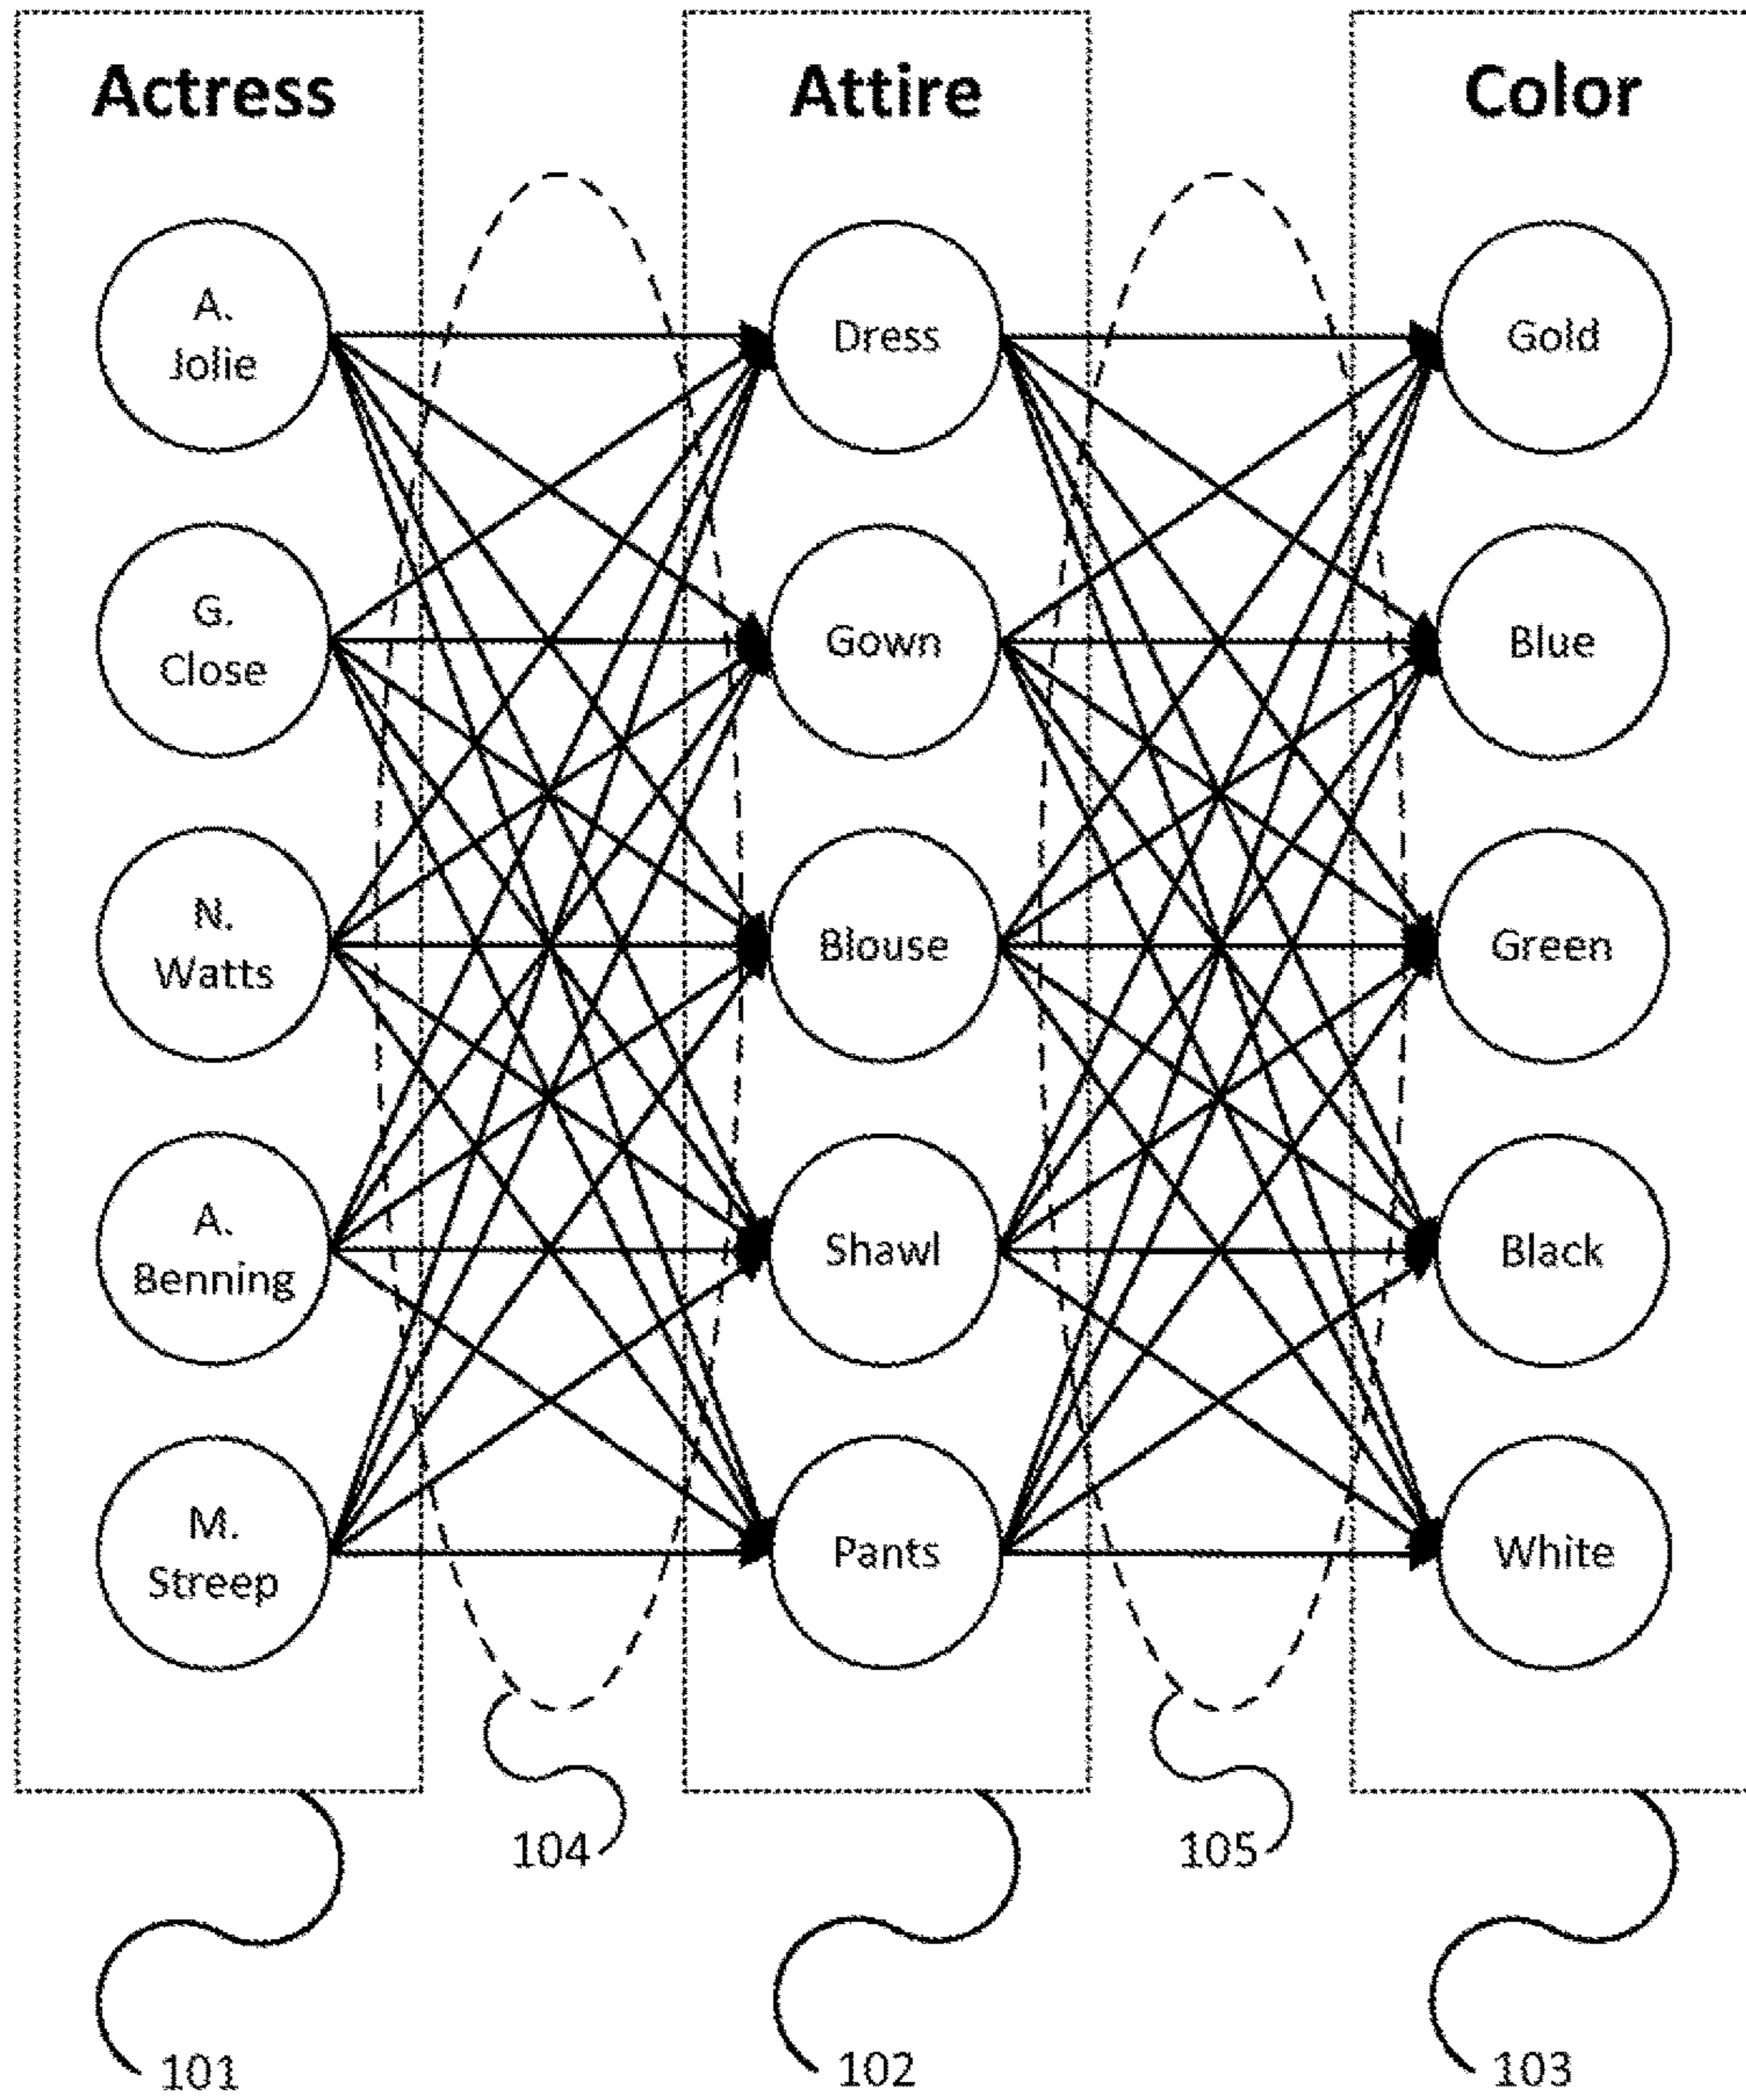 Actress
Attire
Color
A.
Jolie
Dress
Gold
G.
Close
Gown
Blue
N.
Watts
Blouse
Green
A.
Benning
Shawl
Black
M.
Streep
Pants
White
104
105
101
102
103